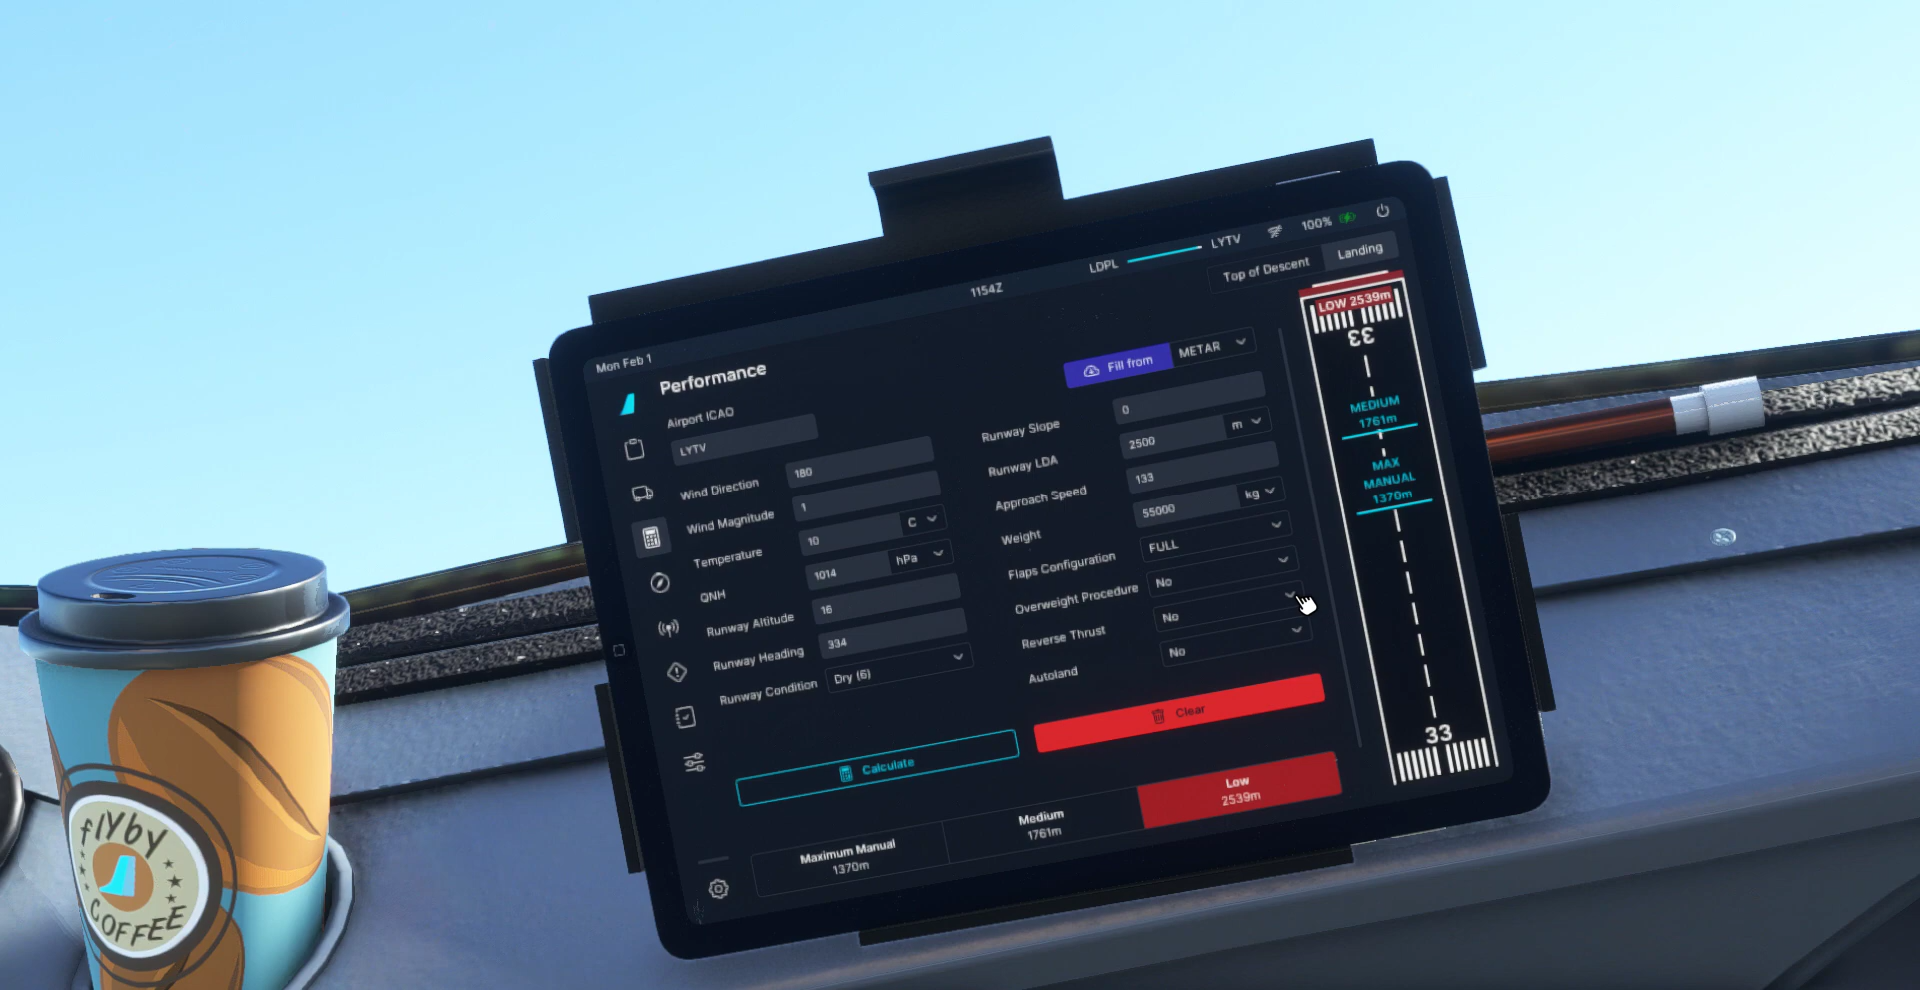 Mon Feb 1
1154Z
LDPL
LYTV
100%
Performance
Top of Descent
Landing
Airport ICAO
LYTV
Fill from
METAR
Wind Direction
180
Wind Magnitude
1
Temperature
10
C
QNH
1014
hPa
Runway Altitude
16
Runway Heading
334
Runway Condition
Dry (6)
Runway Slope
0
Runway LDA
2500
m
Approach Speed
133
Weight
55000
kg
Flaps Configuration
FULL
Overweight Procedure
No
Reverse Thrust
No
Autoland
No
Calculate
Clear
Maximum Manual
1370m
Medium
1761m
Low
2539m
LOW 2539m
33
MEDIUM
1761m
MAX
MANUAL
1370m
33
flyby
COFFEE